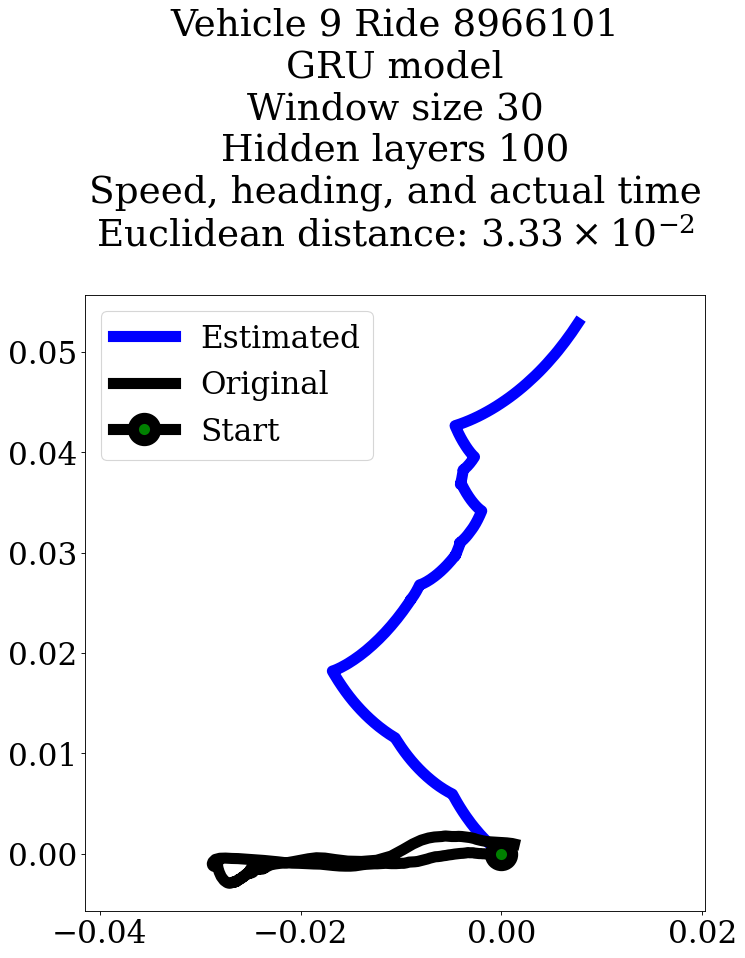 Vehicle 9 Ride 8966101
GRU model
Window size 30
Hidden layers 100
Speed, heading, and actual time
Euclidean distance: 3.33 × 10⁻²
Estimated
Original
Start
0.05
0.04
0.03
0.02
0.01
0.00
−0.04
−0.02
0.00
0.02